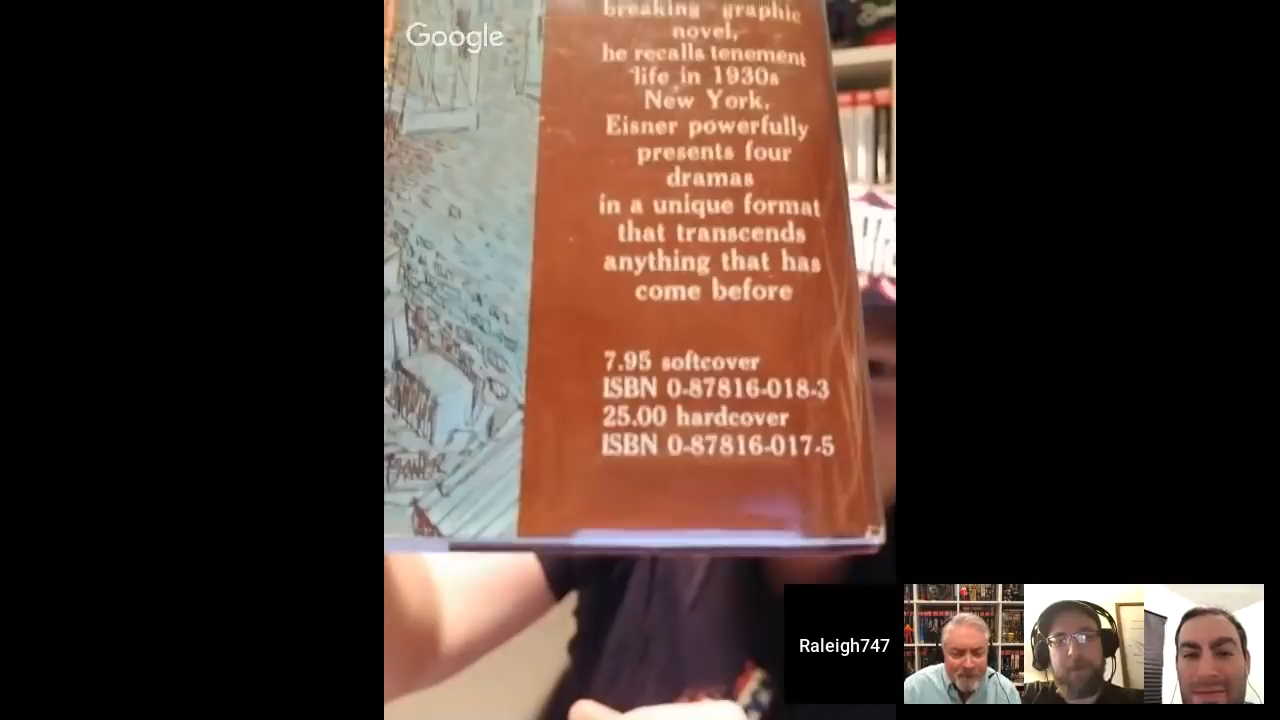 Google
breaking graphic
novel,
he recalls tenement
life in 1930s
New York.
Eisner powerfully
presents four
dramas
in a unique format
that transcends
anything that has
come before
7.95 softcover
ISBN 0-87816-018-3
25.00 hardcover
ISBN 0-87816-017-5
Raleigh747